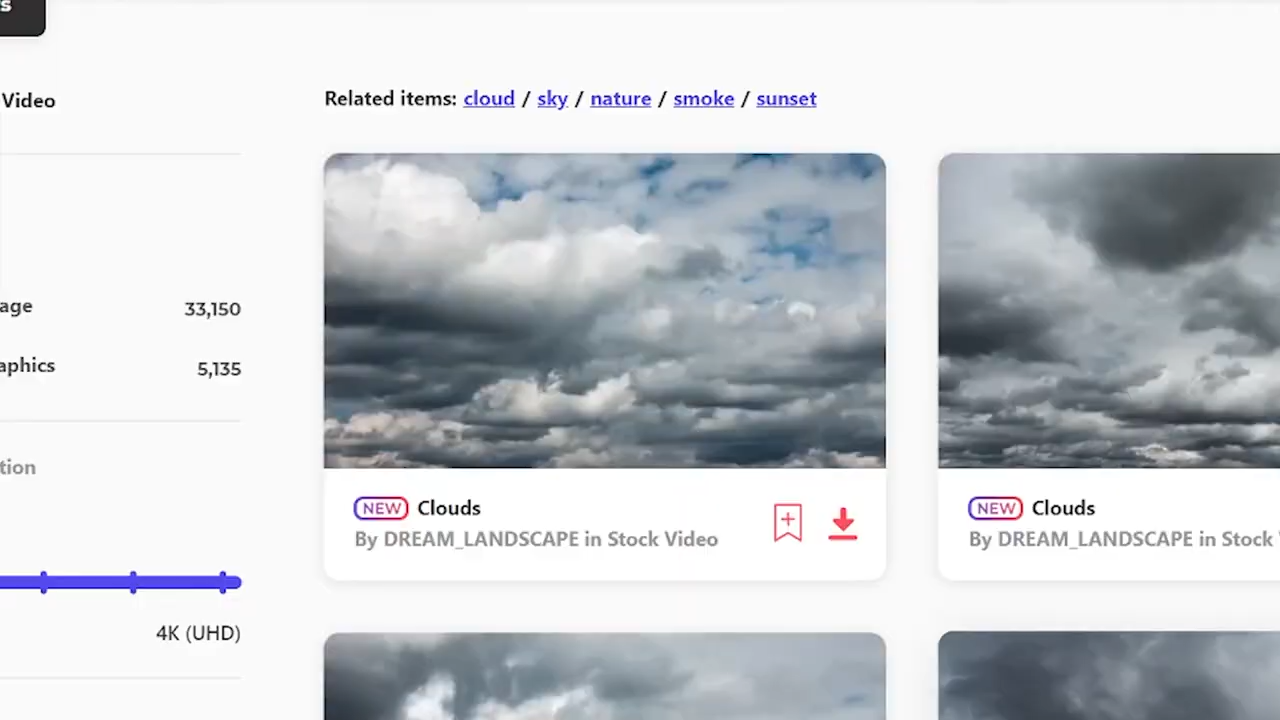 s
Video
Related items: cloud / sky / nature / smoke / sunset
age 33,150
aphics 5,135
tion
4K (UHD)
NEW Clouds
By DREAM_LANDSCAPE in Stock Video
NEW Clouds
By DREAM_LANDSCAPE in Stock